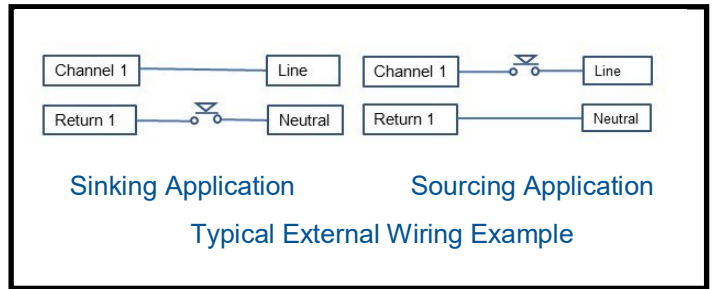 Channel 1 Line Channel 1 Line
Return 1 Neutral Return 1 Neutral
Sinking Application Sourcing Application
Typical External Wiring Example